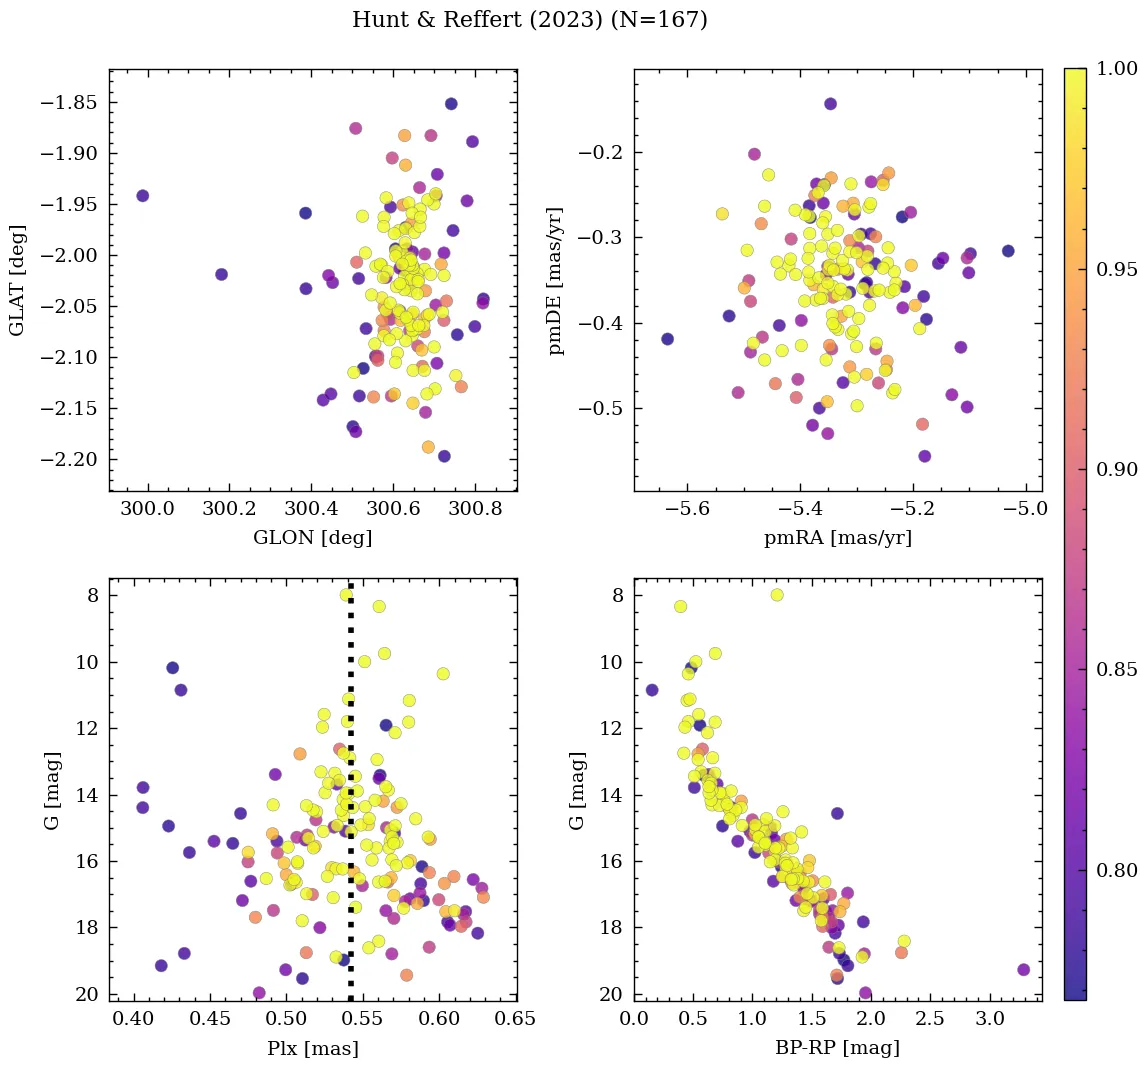 Hunt & Reffert (2023) (N=167)
−1.85
−1.90
−1.95
−2.00
−2.05
−2.10
−2.15
−2.20
GLAT [deg]
300.0 300.2 300.4 300.6 300.8
GLON [deg]
−0.2
−0.3
−0.4
−0.5
pmDE [mas/yr]
−5.6 −5.4 −5.2 −5.0
pmRA [mas/yr]
8
10
12
14
16
18
20
G [mag]
0.40 0.45 0.50 0.55 0.60 0.65
Plx [mas]
8
10
12
14
16
18
20
G [mag]
0.0 0.5 1.0 1.5 2.0 2.5 3.0
BP-RP [mag]
1.00
0.95
0.90
0.85
0.80